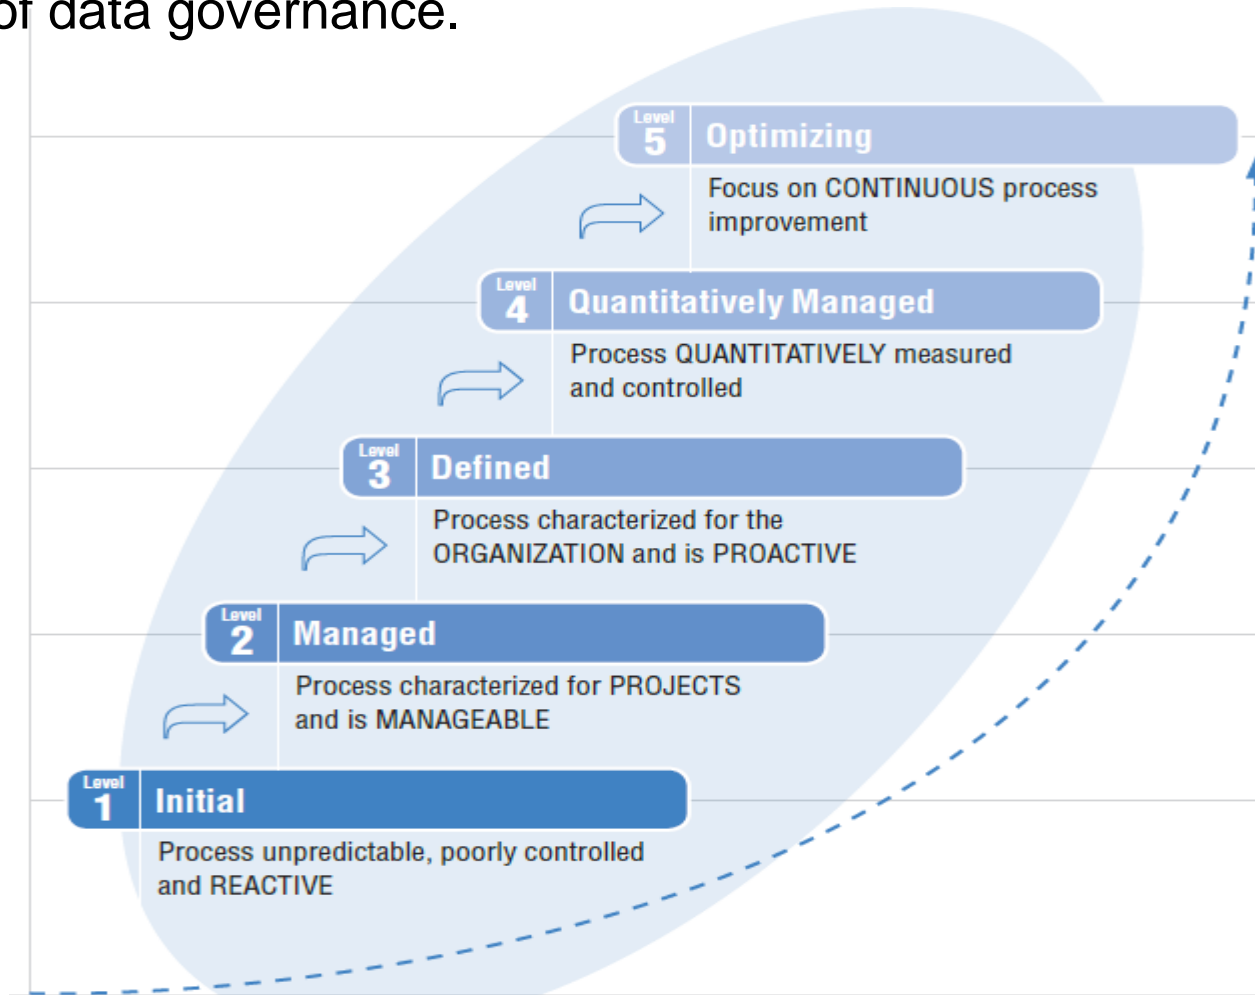 of data governance.
Level
5
Optimizing
Focus on CONTINUOUS process
improvement
Level
4
Quantitatively Managed
Process QUANTITATIVELY measured
and controlled
Level
3
Defined
Process characterized for the
ORGANIZATION and is PROACTIVE
Level
2
Managed
Process characterized for PROJECTS
and is MANAGEABLE
Level
1
Initial
Process unpredictable, poorly controlled
and REACTIVE